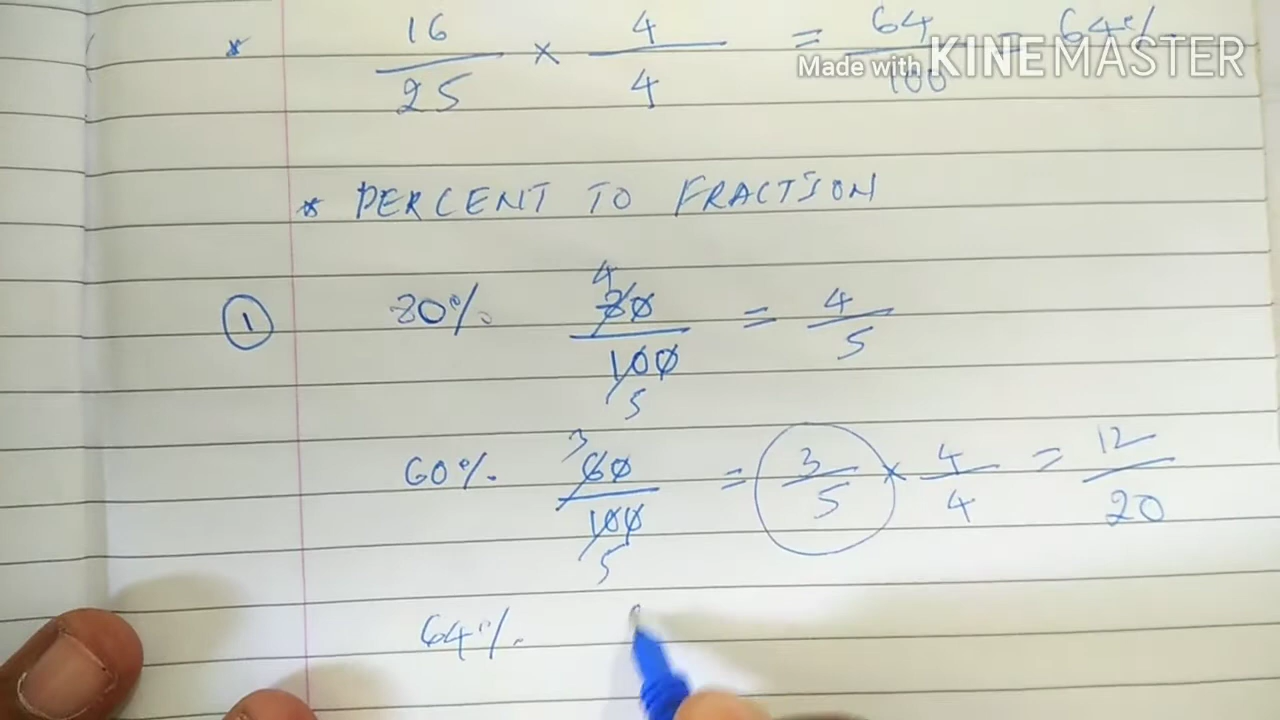 * 16/25 × 4/4 = 64/100 = 64%.
Made with KINEMASTER
* PERCENT TO FRACTION
① 80% 4 80/100 5 = 4/5
60% 3 60/100 5 = 3/5 × 4/4 = 12/20
64%